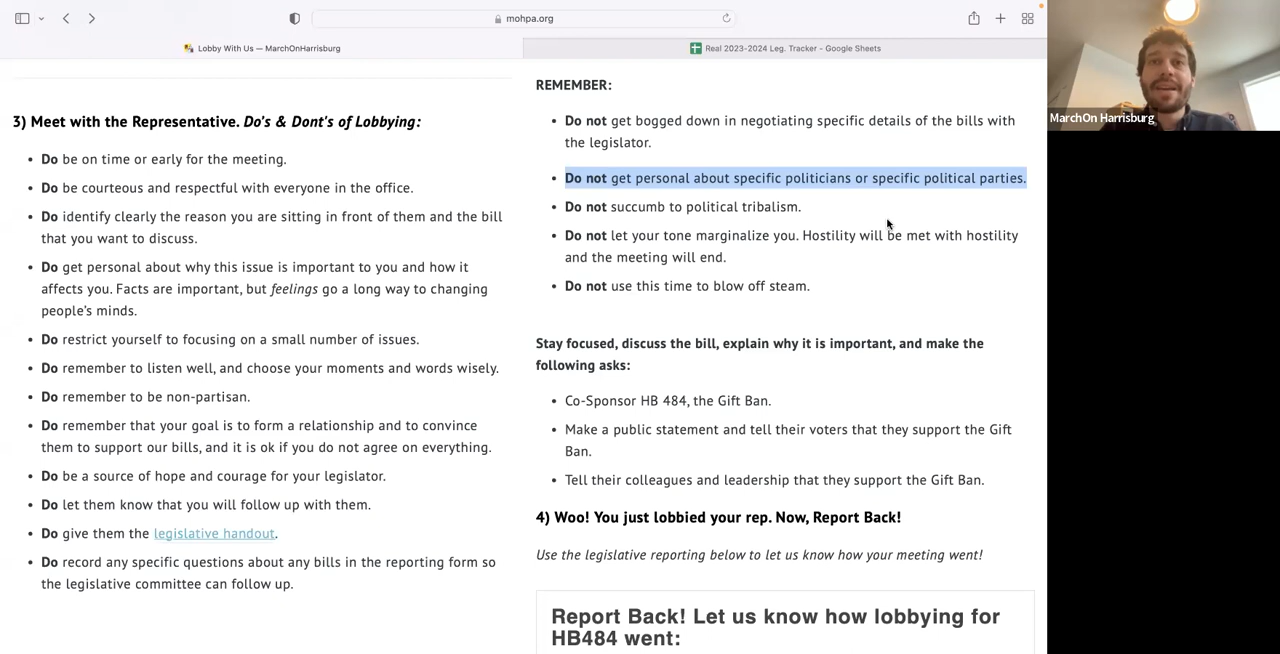 mohpa.org
Lobby With Us — MarchOnHarrisburg
Real 2023-2024 Leg. Tracker - Google Sheets
3) Meet with the Representative. Do's & Dont's of Lobbying:
• Do be on time or early for the meeting.
• Do be courteous and respectful with everyone in the office.
• Do identify clearly the reason you are sitting in front of them and the bill
that you want to discuss.
• Do get personal about why this issue is important to you and how it
affects you. Facts are important, but feelings go a long way to changing
people's minds.
• Do restrict yourself to focusing on a small number of issues.
• Do remember to listen well, and choose your moments and words wisely.
• Do remember to be non-partisan.
• Do remember that your goal is to form a relationship and to convince
them to support our bills, and it is ok if you do not agree on everything.
• Do be a source of hope and courage for your legislator.
• Do let them know that you will follow up with them.
• Do give them the legislative handout.
• Do record any specific questions about any bills in the reporting form so
the legislative committee can follow up.
REMEMBER:
• Do not get bogged down in negotiating specific details of the bills with
the legislator.
• Do not get personal about specific politicians or specific political parties.
• Do not succumb to political tribalism.
• Do not let your tone marginalize you. Hostility will be met with hostility
and the meeting will end.
• Do not use this time to blow off steam.
Stay focused, discuss the bill, explain why it is important, and make the
following asks:
• Co-Sponsor HB 484, the Gift Ban.
• Make a public statement and tell their voters that they support the Gift
Ban.
• Tell their colleagues and leadership that they support the Gift Ban.
4) Woo! You just lobbied your rep. Now, Report Back!
Use the legislative reporting below to let us know how your meeting went!
Report Back! Let us know how lobbying for
HB484 went:
MarchOn Harrisburg